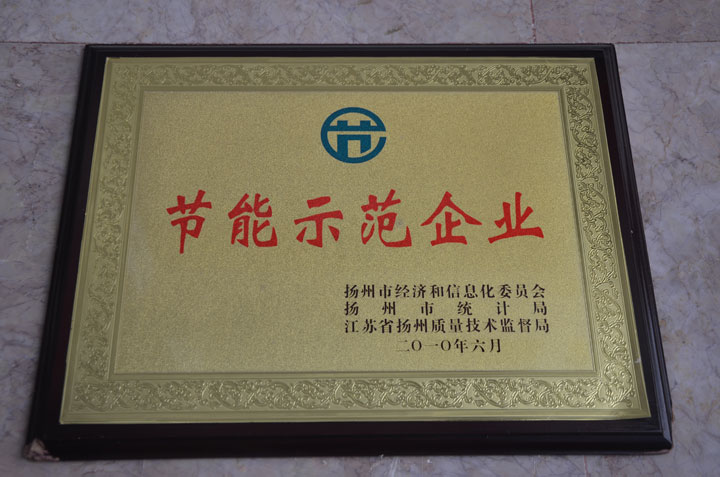 节能示范企业
扬州市经济和信息化委员会
扬州市统计局
江苏省扬州质量技术监督局
二〇一〇年六月